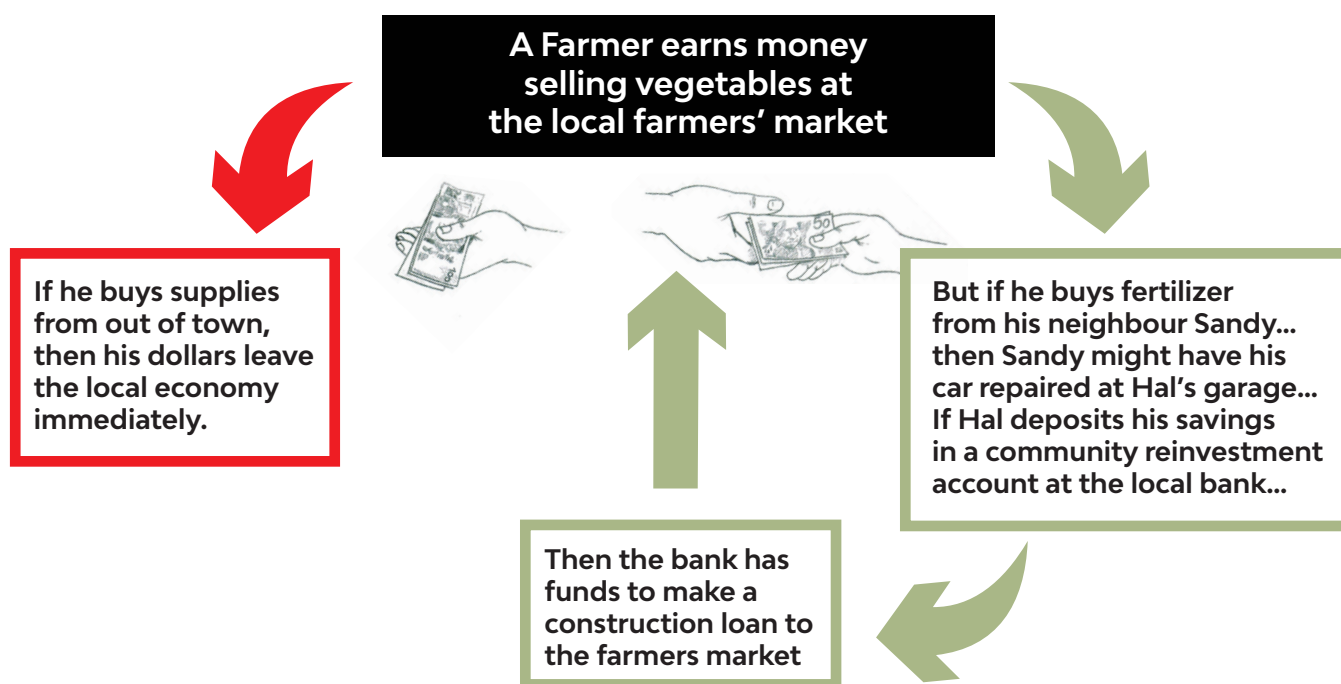 A Farmer earns money
selling vegetables at
the local farmers’ market
If he buys supplies
from out of town,
then his dollars leave
the local economy
immediately.
50
But if he buys fertilizer
from his neighbour Sandy...
then Sandy might have his
car repaired at Hal’s garage...
If Hal deposits his savings
in a community reinvestment
account at the local bank...
Then the bank has
funds to make a
construction loan to
the farmers market